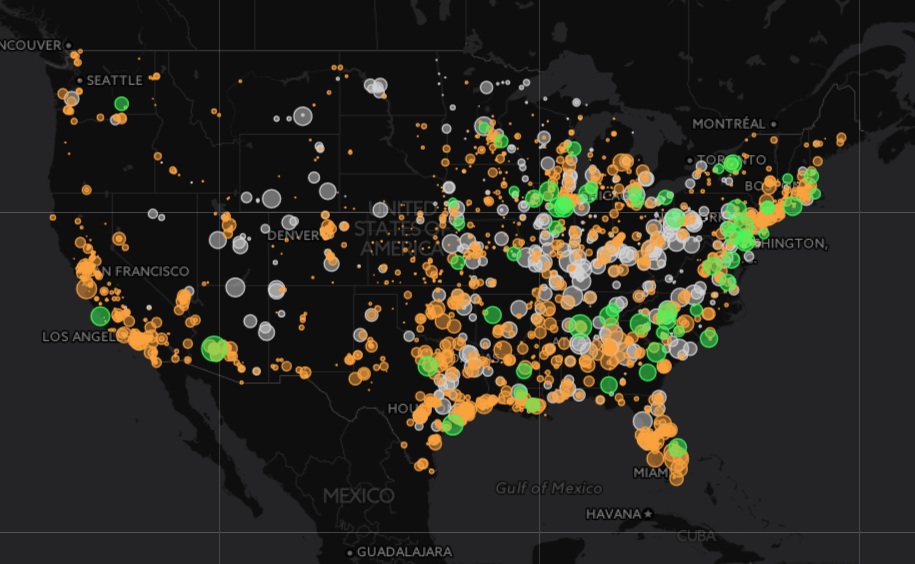 NCOUVER
SEATTLE
MONTRÉAL
TORONTO
BO
UNITED
STATES OF
AMERICA
DENVER
HINGTON,
N FRANCISCO
LOS ANGEL
HOU
MIAM
Gulf of Mexico
MEXICO
HAVANA
CUBA
GUADALAJARA